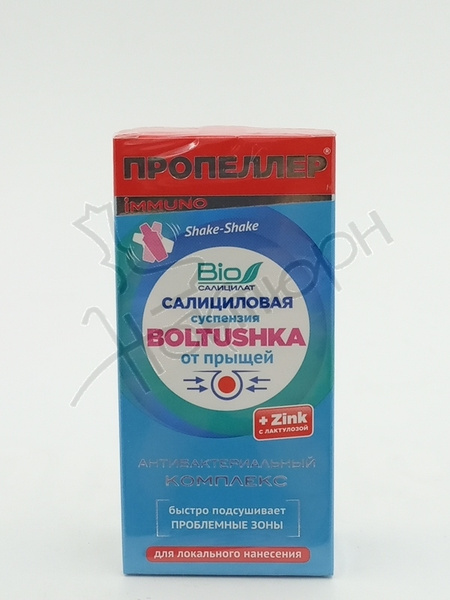 ПРОПЕЛЛЕР®
iMMUNO
Shake-Shake
Bio
САЛИЦИЛАТ
САЛИЦИЛОВАЯ
суспензия
BOLTUSHKA
от прыщей
+ Zink
С ЛАКТУЛОЗОЙ
АНТИБАКТЕРИАЛЬНЫЙ
КОМПЛЕКС
быстро подсушивает
ПРОБЛЕМНЫЕ ЗОНЫ
для локального нанесения